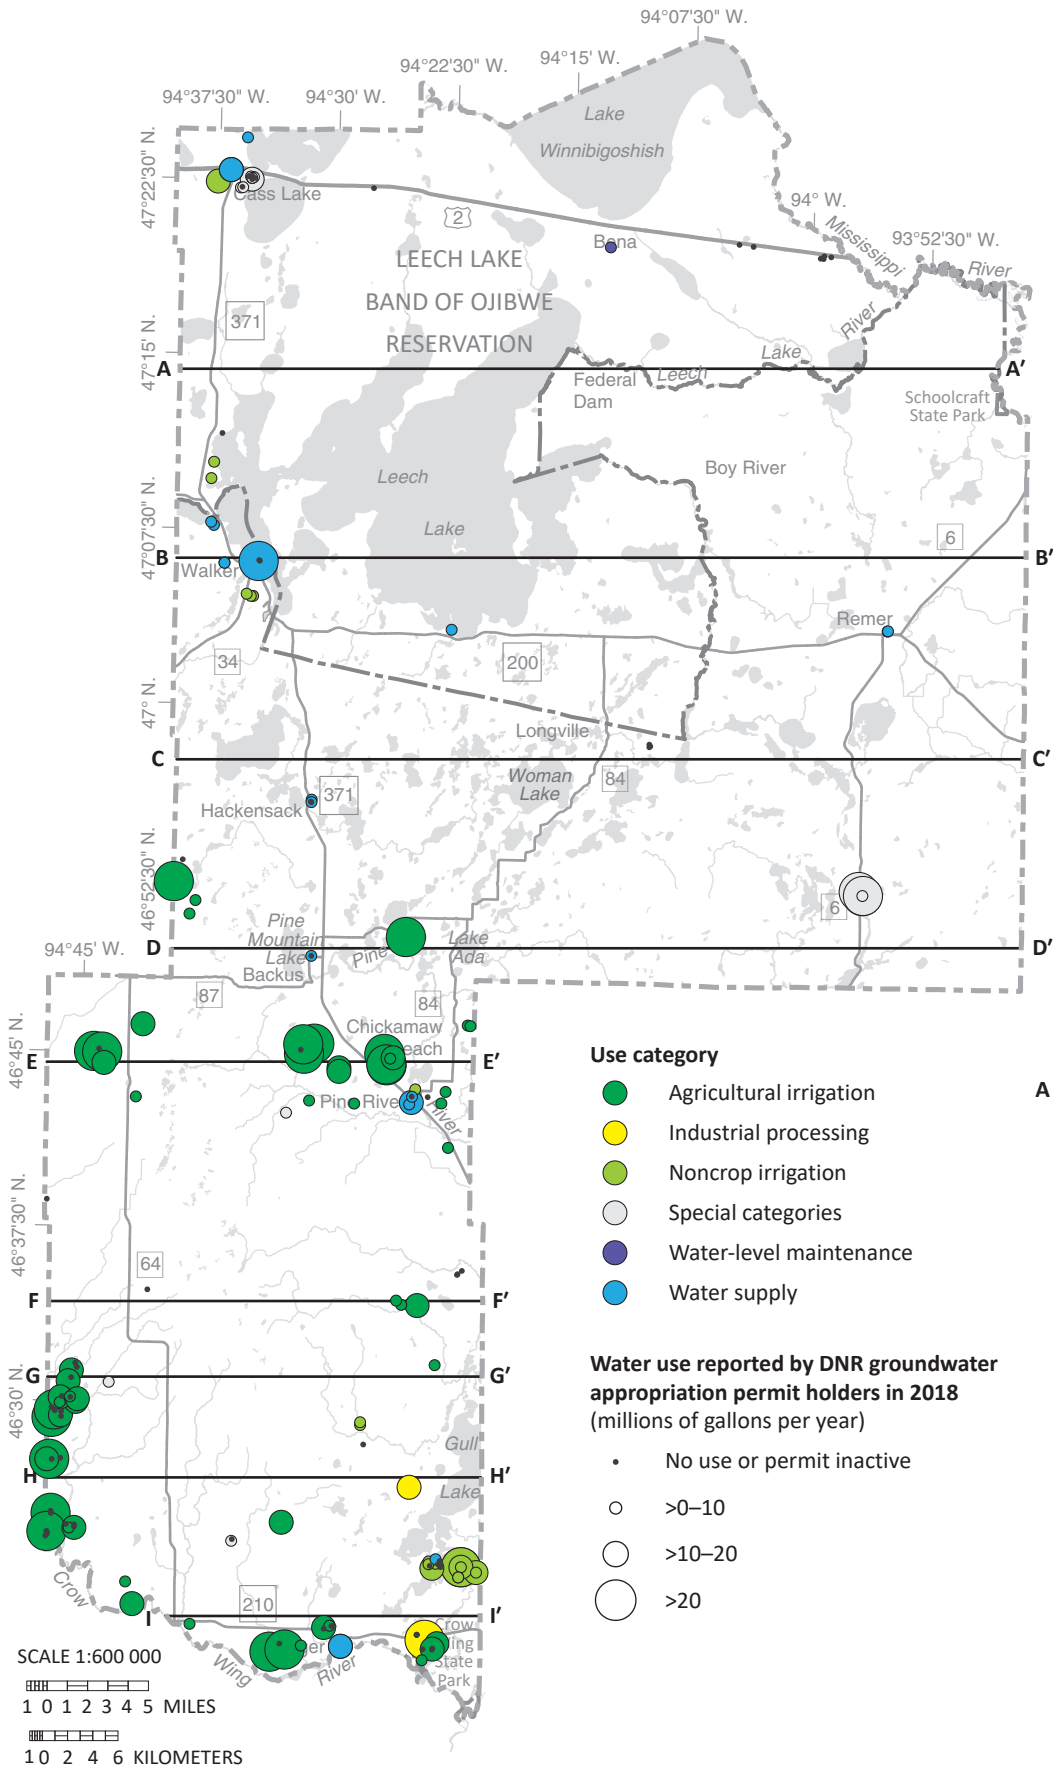 94°07'30" W.
94°15' W.
94°22'30" W.
94°37'30" W.
94°30' W.
Lake
Winnibigoshish
47°22'30" N.
Cass Lake
94° W.
2
Bena
Mississippi
93°52'30" W.
River
LEECH LAKE
BAND OF OJIBWE
RESERVATION
371
47°15' N.
River
Lake
Leech
A
A'
Federal
Dam
Schoolcraft
State Park
Leech
Lake
Boy River
47°07'30" N.
6
B
B'
Walker
Remer
34
200
47° N.
Longville
C
C'
Woman
Lake
84
371
Hackensack
46°52'30" N.
6
Pine
Mountain
Lake
Backus
Pine
Lake
Ada
94°45' W.
D
D'
87
84
46°45' N.
Chickamaw
each
E
E'
Pine River
River
Use category
Agricultural irrigation
A
Industrial processing
Noncrop irrigation
Special categories
Water-level maintenance
Water supply
46°37'30" N.
64
F
F'
G
G'
46°30' N.
Gull
Lake
H
H'
Water use reported by DNR groundwater
appropriation permit holders in 2018
(millions of gallons per year)
No use or permit inactive
>0–10
>10–20
>20
Crow
210
I
I'
Wing
ger
River
Crow
ing
State
Park
SCALE 1:600 000
1 0 1 2 3 4 5 MILES
1 0 2 4 6 KILOMETERS